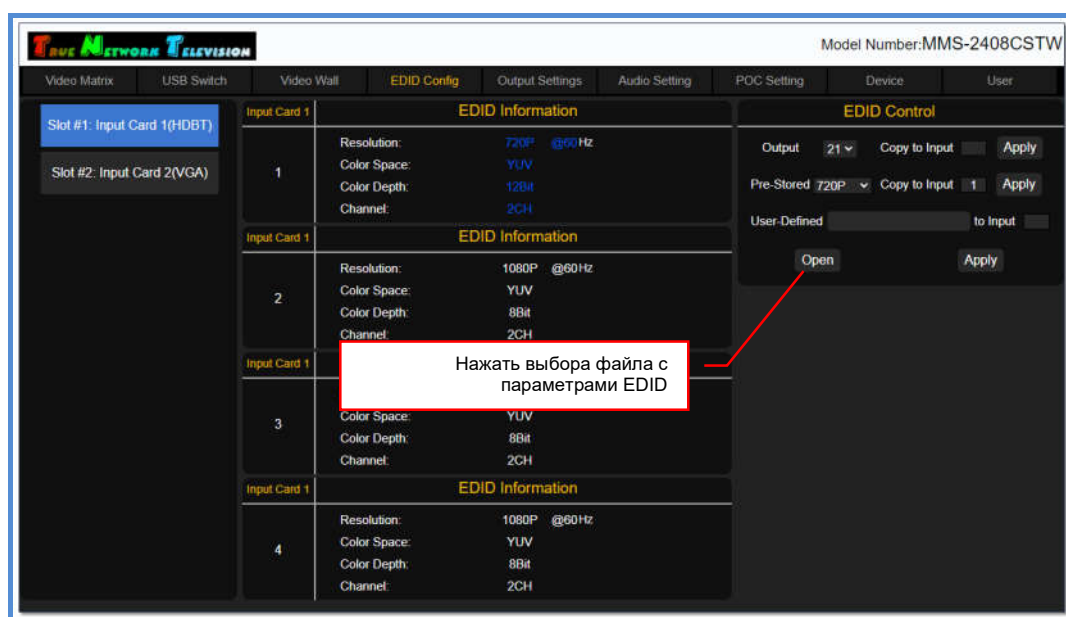 True Network Television
Model Number:MMS-2408CSTW
Video Matrix USB Switch Video Wall EDID Config Output Settings Audio Setting POC Setting Device User
Slot #1: Input Card 1(HDBT)
Slot #2: Input Card 2(VGA)
Input Card 1 EDID Information
1
Resolution: 720P @60Hz
Color Space: YUV
Color Depth: 12Bit
Channel: 2CH
Input Card 1 EDID Information
2
Resolution: 1080P @60Hz
Color Space: YUV
Color Depth: 8Bit
Channel: 2CH
Input Card 1
3
Color Space: YUV
Color Depth: 8Bit
Channel: 2CH
Input Card 1 EDID Information
4
Resolution: 1080P @60Hz
Color Space: YUV
Color Depth: 8Bit
Channel: 2CH
EDID Control
Output 21 Copy to Input Apply
Pre-Stored 720P Copy to Input 1 Apply
User-Defined to Input
Open Apply
Нажать выбора файла с
параметрами EDID